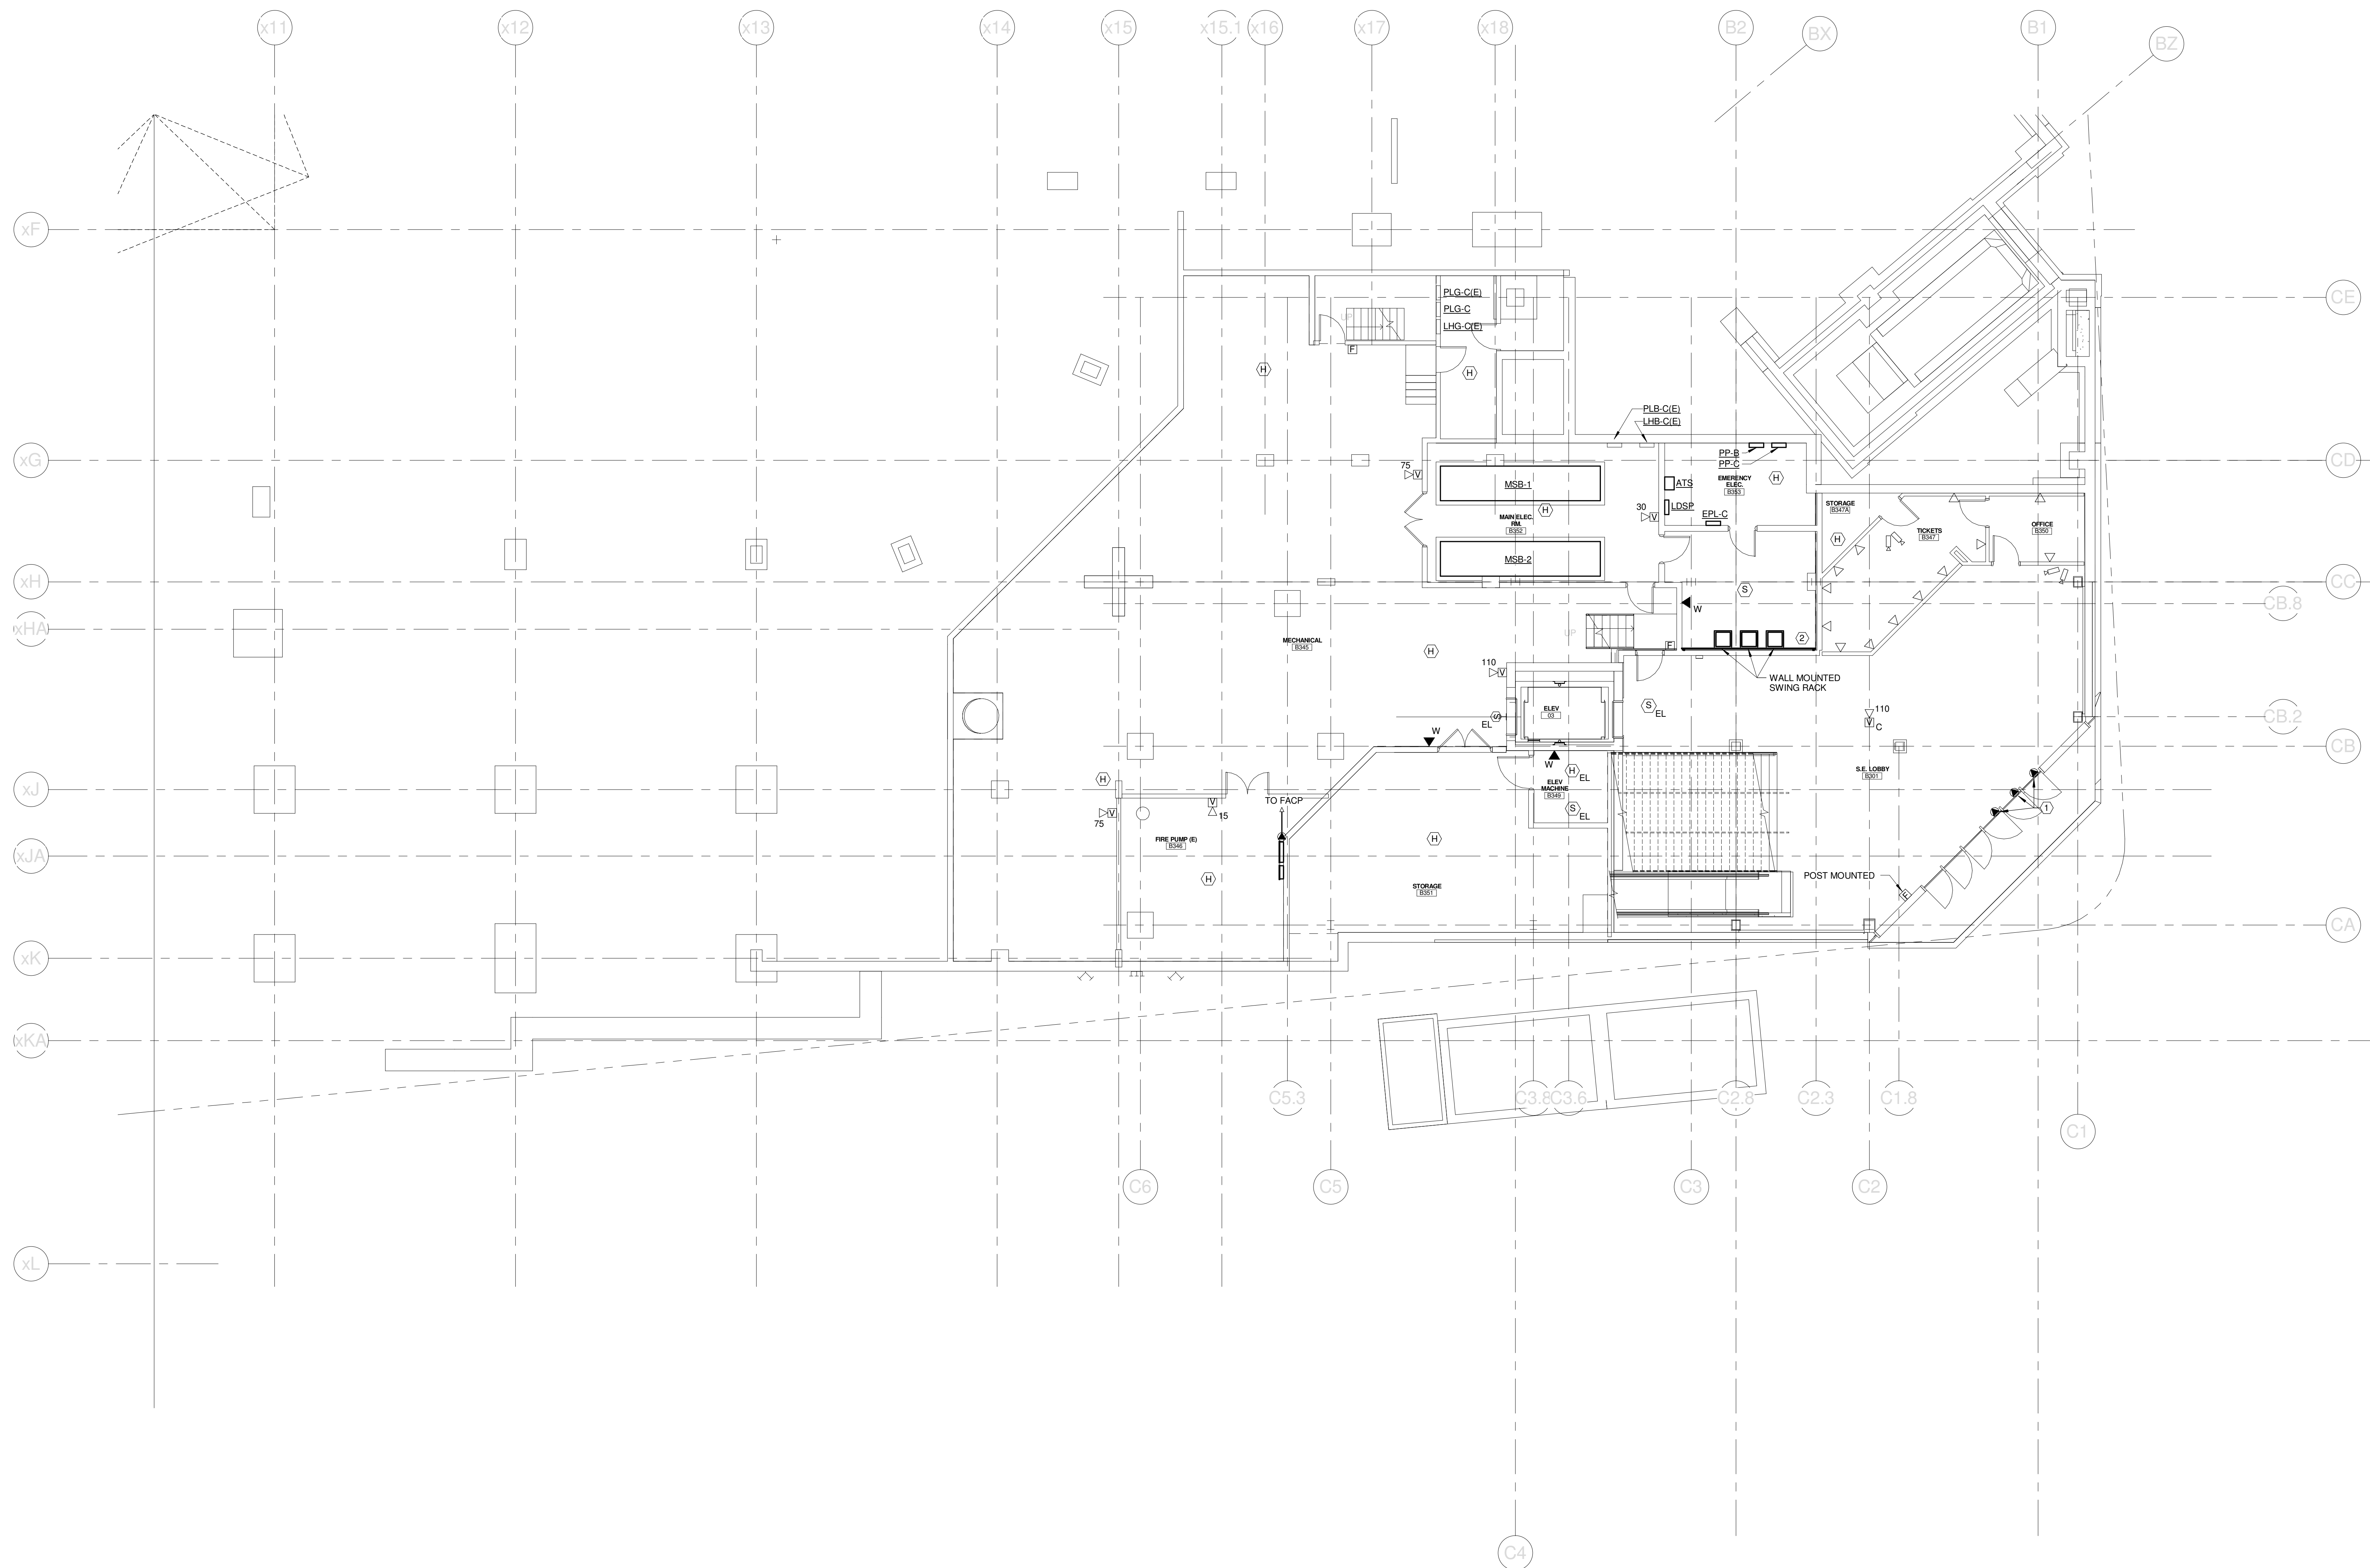 x11 x12 x13 x14 x15 x15.1 x16 x17 x18 B2 BX B1 BZ
xF
CE
PLG-C(E)
PLG-C
LHG-C(E)
UP
F
H
H
PLB-C(E)
LHB-C(E)
xG
CD
PP-B
PP-C
75
V
MSB-1
ATS
EMERENCY
ELEC.
B353
H
LDSP
EPL-C
30
V
H
MAIN ELEC.
RM.
B352
STORAGE
B347A
H
TICKETS
B347
OFFICE
B350
MSB-2
xH
CC
S
W
CB.8
xHA
UP
F
2
MECHANICAL
B345
H
110
V
WALL MOUNTED
SWING RACK
ELEV
03
S
EL
S
EL
110
V
C
CB.2
W
W
CB
H
H
EL
ELEV
MACHINE
B349
S
EL
S.E. LOBBY
B301
1
xJ
TO FACP
75
V
V
15
FIRE PUMP (E)
B346
H
H
xJA
POST MOUNTED
F
STORAGE
B351
CA
xK
xKA
C5.3 C3.8 C3.6 C2.8 C2.3 C1.8
C1
C6 C5 C3 C2
xL
C4